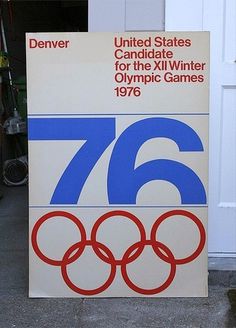 Denver
United States
Candidate
for the XII Winter
Olympic Games
1976
76